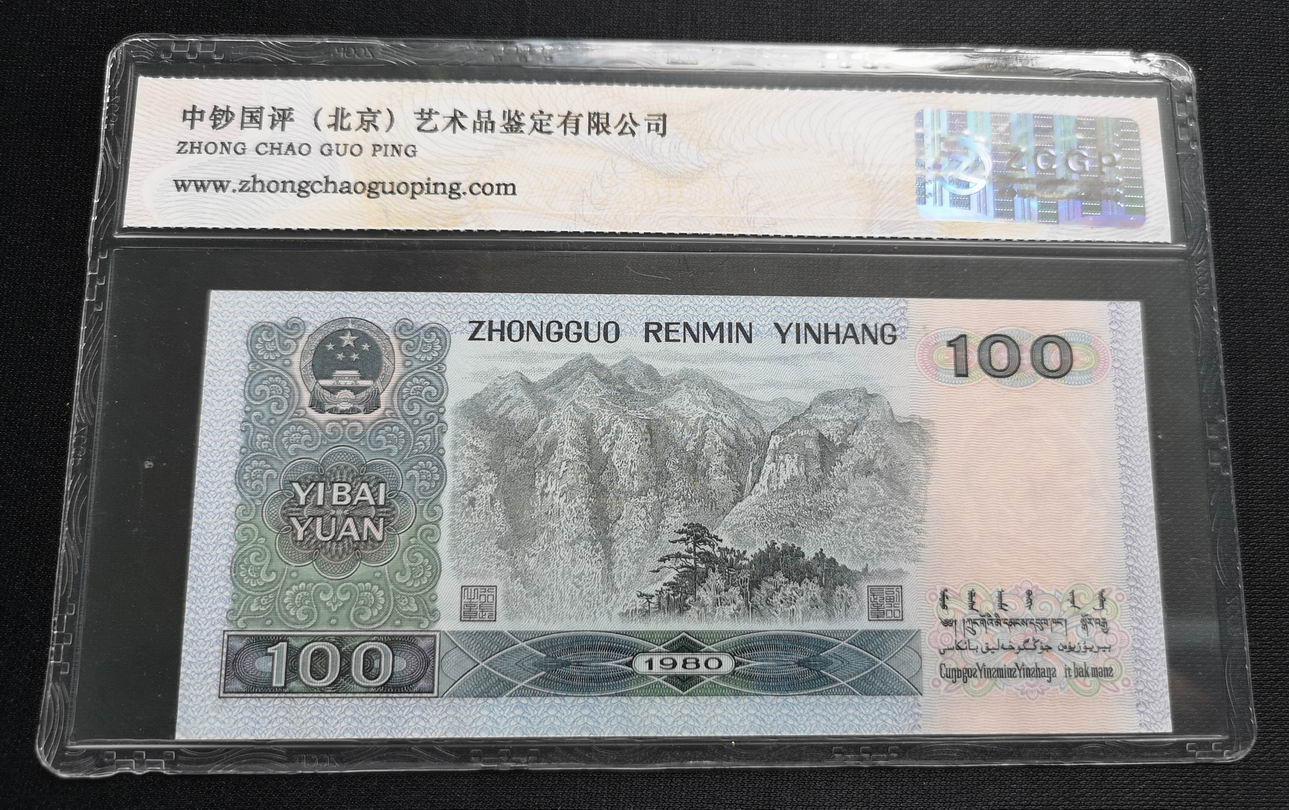 中钞国评（北京）艺术品鉴定有限公司
ZHONG CHAO GUO PING
www.zhongchaoguoping.com
ZCGP
ZHONGGUO RENMIN YINHANG
100
YIBAI
YUAN
100
1980